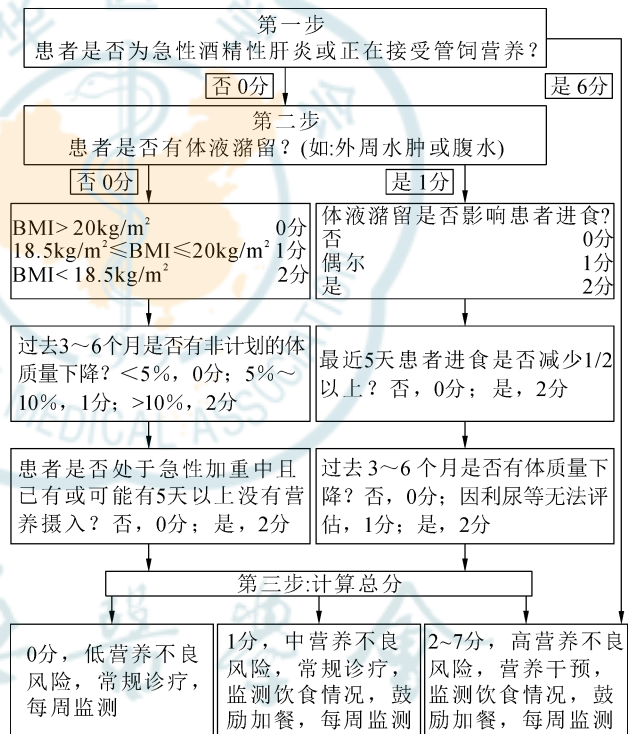 第一步
患者是否为急性酒精性肝炎或正在接受管饲营养？
否 0分
是 6分
第二步
患者是否有体液潴留？(如:外周水肿或腹水)
否 0分
是 1分
BMI> 20kg/m² 0分
18.5kg/m²≤BMI≤20kg/m² 1分
BMI< 18.5kg/m² 2分
体液潴留是否影响患者进食?
否 0分
偶尔 1分
是 2分
过去3～6个月是否有非计划的体
质量下降？＜5%，0分；5%～
10%，1分；>10%，2分
最近5天患者进食是否减少1/2
以上？否，0分；是，2分
患者是否处于急性加重中且
已有或可能有5天以上没有营
养摄入？否，0分；是，2分
过去 3～6 个月是否有体质量下
降？否，0分；因利尿等无法评
估，1分；是，2分
第三步:计算总分
0分，低营养不良
风险，常规诊疗，
每周监测
1分，中营养不良
风险，常规诊疗，
监测饮食情况，鼓
励加餐，每周监测
2~7分，高营养不良
风险，营养干预，
监测饮食情况，鼓
励加餐，每周监测
MEDICAL ASSOCIATION